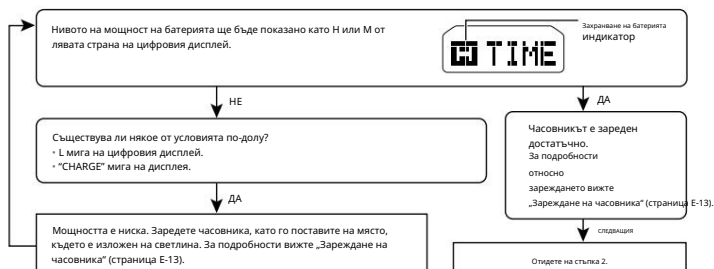 Нивото на мощност на батерията ще бъде показано като H или M от
лявата страна на цифровия дисплей.
Захранване на батерията
индикатор
TIME
НЕ
ДА
Съществува ли някое от условията по-долу?
• L мига на цифровия дисплей.
• "CHARGE" мига на дисплея.
Часовникът е зареден
достатъчно.
За подробности
относно
зареждането вижте
„Зареждане на часовника“ (страница E-13).
ДА
СЛЕДВАЩИЯ
Мощността е ниска. Заредете часовника, като го поставите на място,
където е изложен на светлина. За подробности вижте „Зареждане на
часовника“ (страница E-13).
Отидете на стъпка 2.